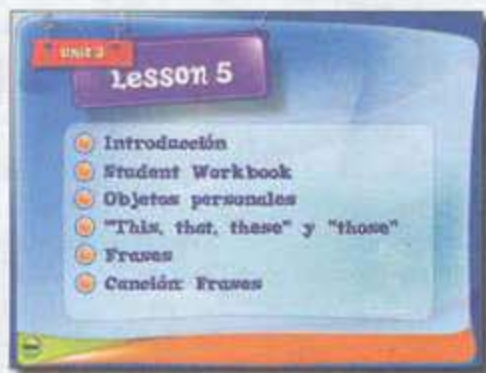 Unit 3
Lesson 5
Introducción
Student Workbook
Objetos personales
"This, that, these" y "those"
Frases
Canción: Frases